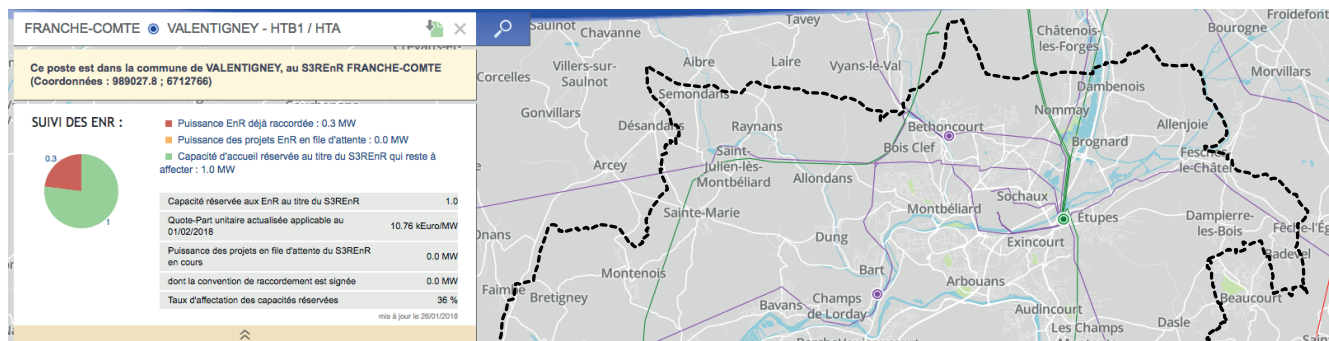 FRANCHE-COMTE VALENTIGNEY - HTB1 / HTA
Ce poste est dans la commune de VALENTIGNEY, au S3REnR FRANCHE-COMTE
(Coordonnées : 989027.8 ; 6712766)
SUIVI DES ENR :
Puissance EnR déjà raccordée : 0.3 MW
Puissance des projets EnR en file d'attente : 0.0 MW
Capacité d'accueil réservée au titre du S3REnR qui reste à
affecter : 1.0 MW
0.3
1
Capacité réservée aux EnR au titre du S3REnR 1.0
Quote-Part unitaire actualisée applicable au
01/02/2018 10.76 kEuro/MW
Puissance des projets en file d'attente du S3REnR
en cours 0.0 MW
dont la convention de raccordement est signée 0.0 MW
Taux d'affectation des capacités réservées 36 %
mis à jour le 26/01/2018
Saulnot
Chavanne
Tavey
Châtenois-
les-Forges
Froidefont
Bourogne
Corcelles
Villers-sur-
Saulnot
Aibre
Laire
Vyans-le-Val
Morvillars
Dambenois
Semondans
Gonvillars
Désandans
Raynans
Nommay
Bethoncourt
Allenjoie
Brognard
Bois Clef
Saint-
Julien-lès-
Montbéliard
Arcey
Allondans
Fesches-
le-Châtel
Sochaux
Montbéliard
Sainte-Marie
Étupes
Dampierre-
les-Bois
Dung
Exincourt
Onans
Badevel
Montenois
Bart
Arbouans
Faimbe
Bretigney
Bavans
Champs
de Lorday
Audincourt
Beaucourt
Dasle
Les Champs